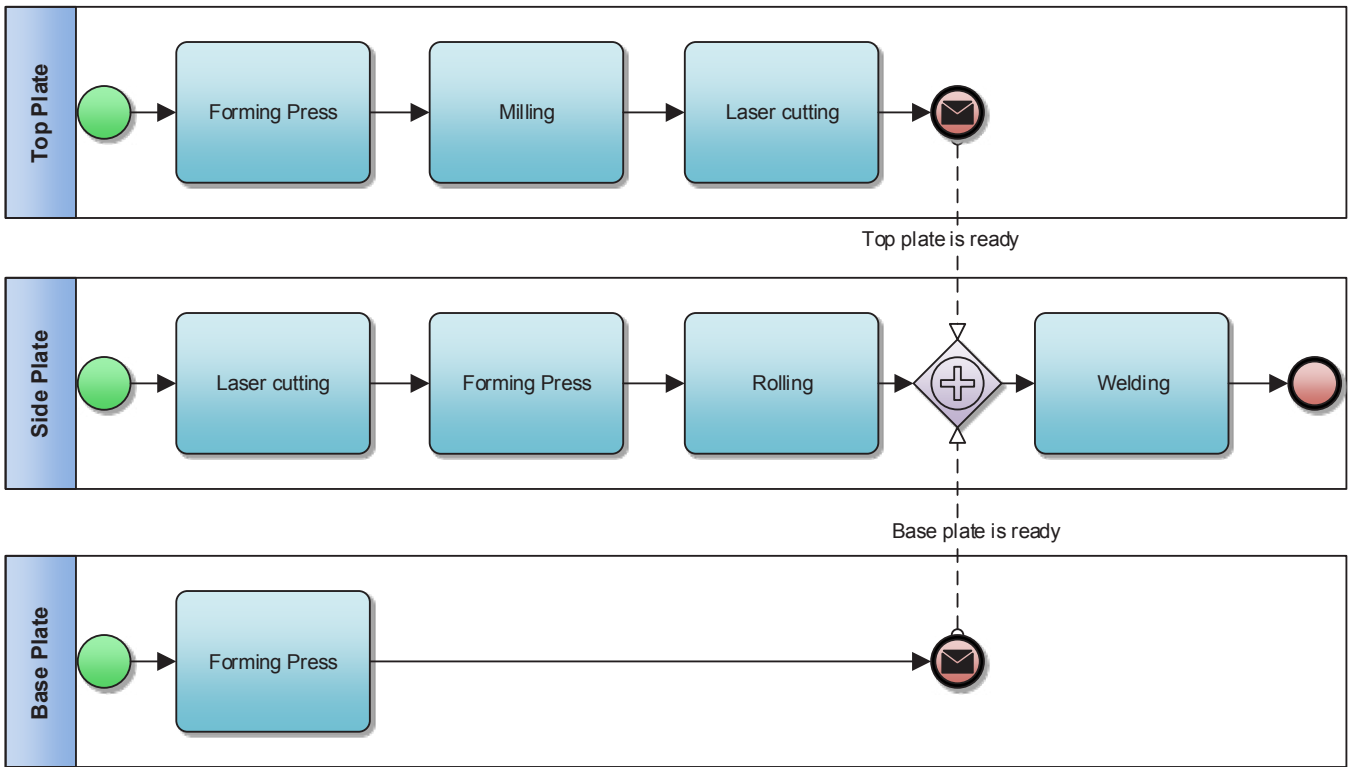 Top Plate
Forming Press
Milling
Laser cutting
Top plate is ready
Side Plate
Laser cutting
Forming Press
Rolling
Welding
Base plate is ready
Base Plate
Forming Press